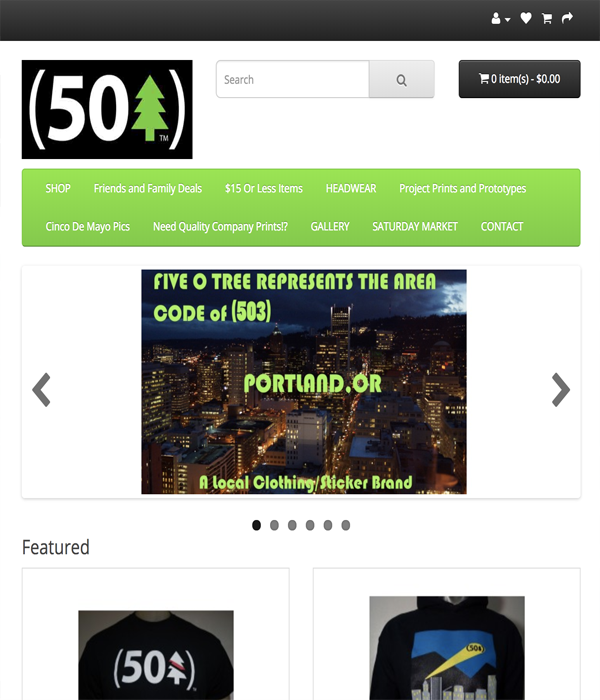 (50 TM)
Search
0 item(s) - $0.00
SHOP Friends and Family Deals $15 Or Less Items HEADWEAR Project Prints and Prototypes
Cinco De Mayo Pics Need Quality Company Prints!? GALLERY SATURDAY MARKET CONTACT
FIVE O TREE REPRESENTS THE AREA
CODE of (503)
PORTLAND.OR
A Local Clothing/Sticker Brand
Featured
(50 )
(50 )